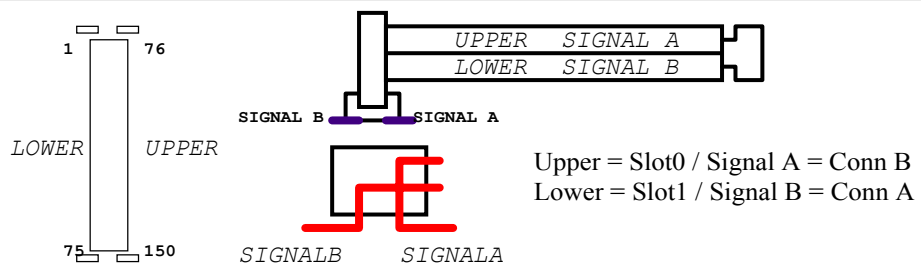 1 76
LOWER UPPER
75 150
UPPER SIGNAL A
LOWER SIGNAL B
SIGNAL B SIGNAL A
SIGNALB SIGNALA
Upper = Slot0 / Signal A = Conn B
Lower = Slot1 / Signal B = Conn A